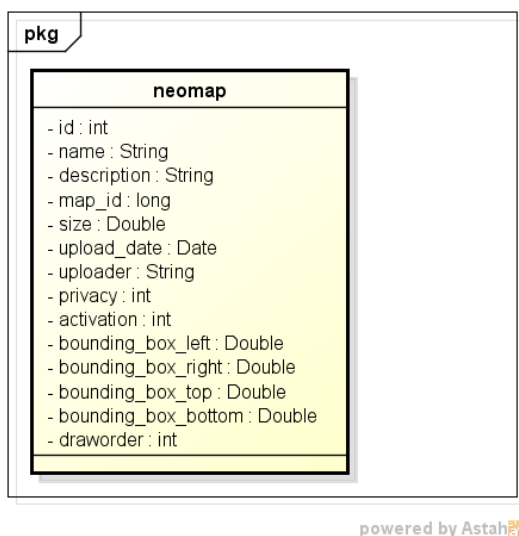 pkg
neomap
- id : int
- name : String
- description : String
- map_id : long
- size : Double
- upload_date : Date
- uploader : String
- privacy : int
- activation : int
- bounding_box_left : Double
- bounding_box_right : Double
- bounding_box_top : Double
- bounding_box_bottom : Double
- draworder : int
powered by Astah